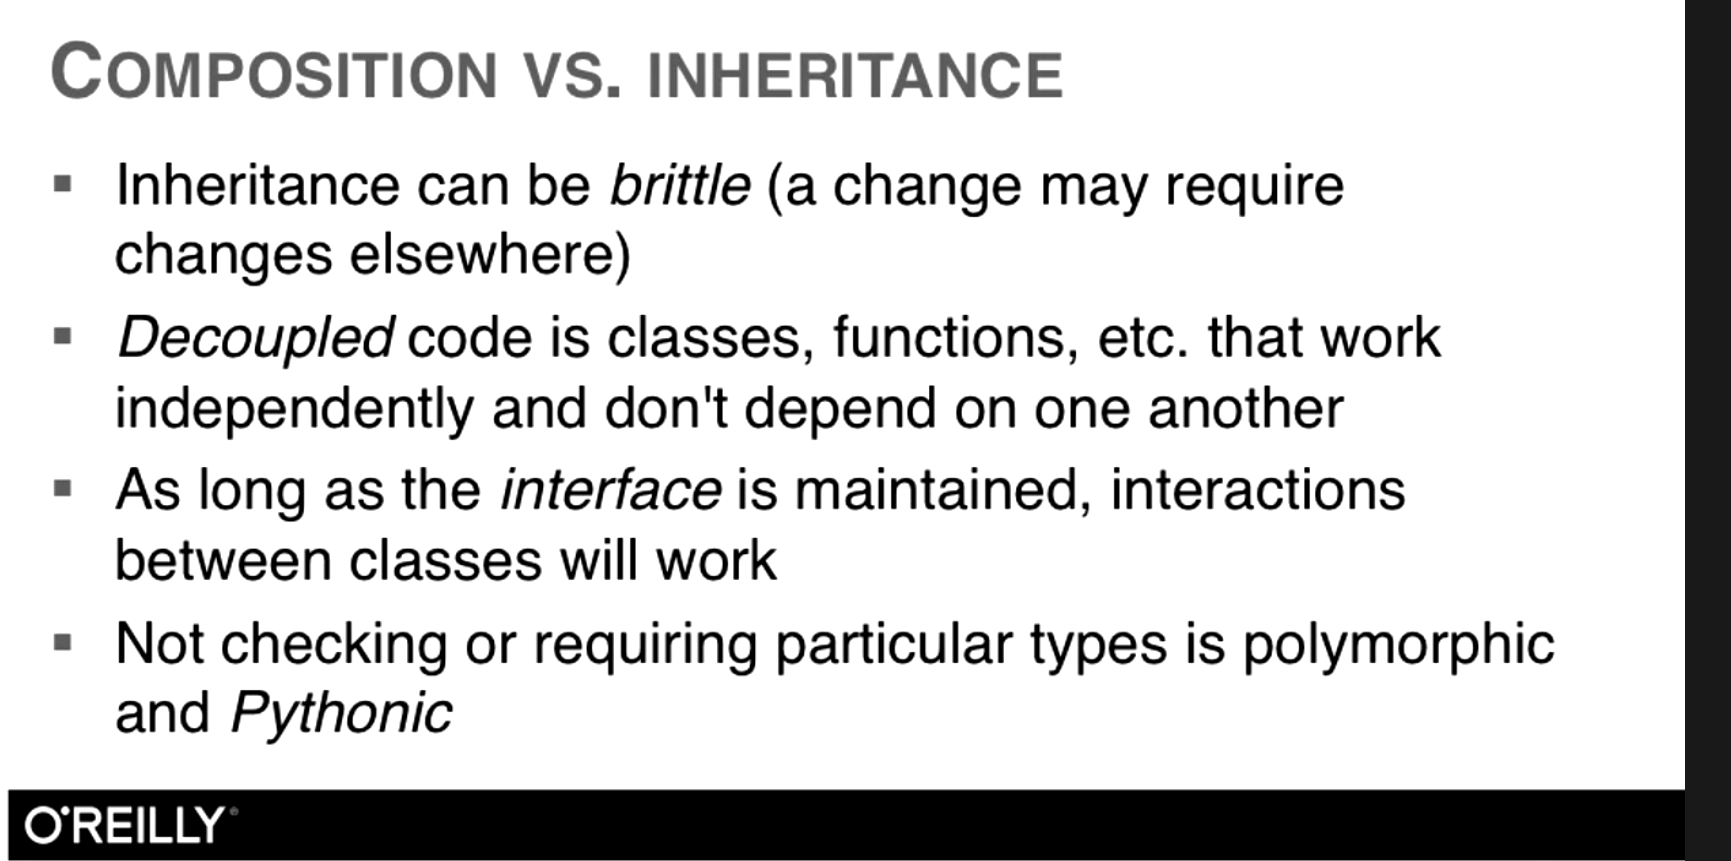 COMPOSITION VS. INHERITANCE
▪ Inheritance can be brittle (a change may require
changes elsewhere)
▪ Decoupled code is classes, functions, etc. that work
independently and don't depend on one another
▪ As long as the interface is maintained, interactions
between classes will work
▪ Not checking or requiring particular types is polymorphic
and Pythonic
O'REILLY®